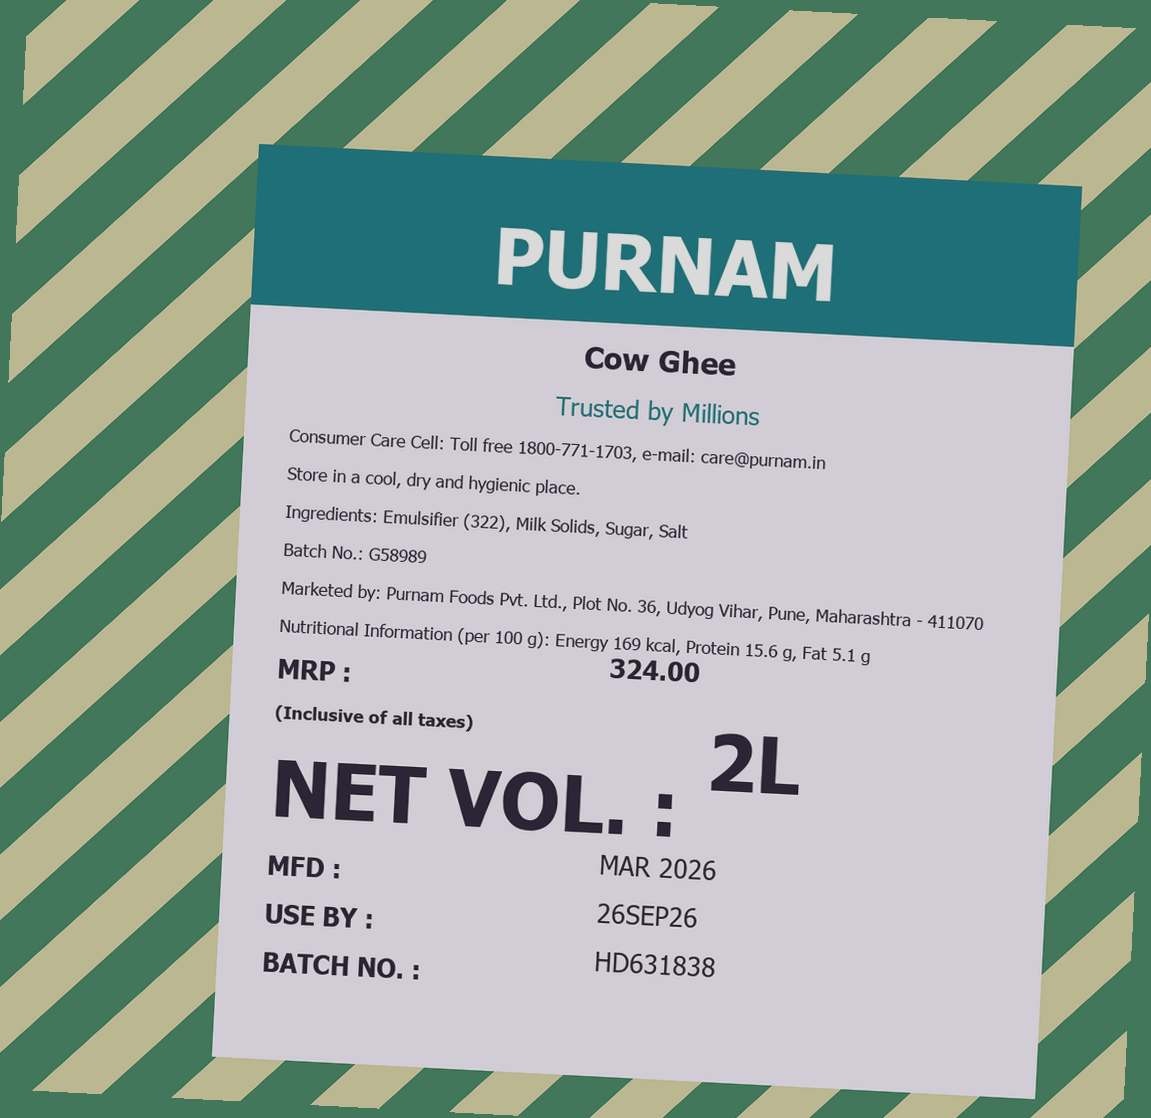 PURNAM
Cow Ghee
Trusted by Millions
Consumer Care Cell: Toll free 1800-771-1703, e-mail: care@purnam.in
Store in a cool, dry and hygienic place.
Ingredients: Emulsifier (322), Milk Solids, Sugar, Salt
Batch No.: G58989
Marketed by: Purnam Foods Pvt. Ltd., Plot No. 36, Udyog Vihar, Pune, Maharashtra - 411070
Nutritional Information (per 100 g): Energy 169 kcal, Protein 15.6 g, Fat 5.1 g
MRP : 324.00
(Inclusive of all taxes)
NET VOL. : 2L
MFD : MAR 2026
USE BY : 26SEP26
BATCH NO. : HD631838